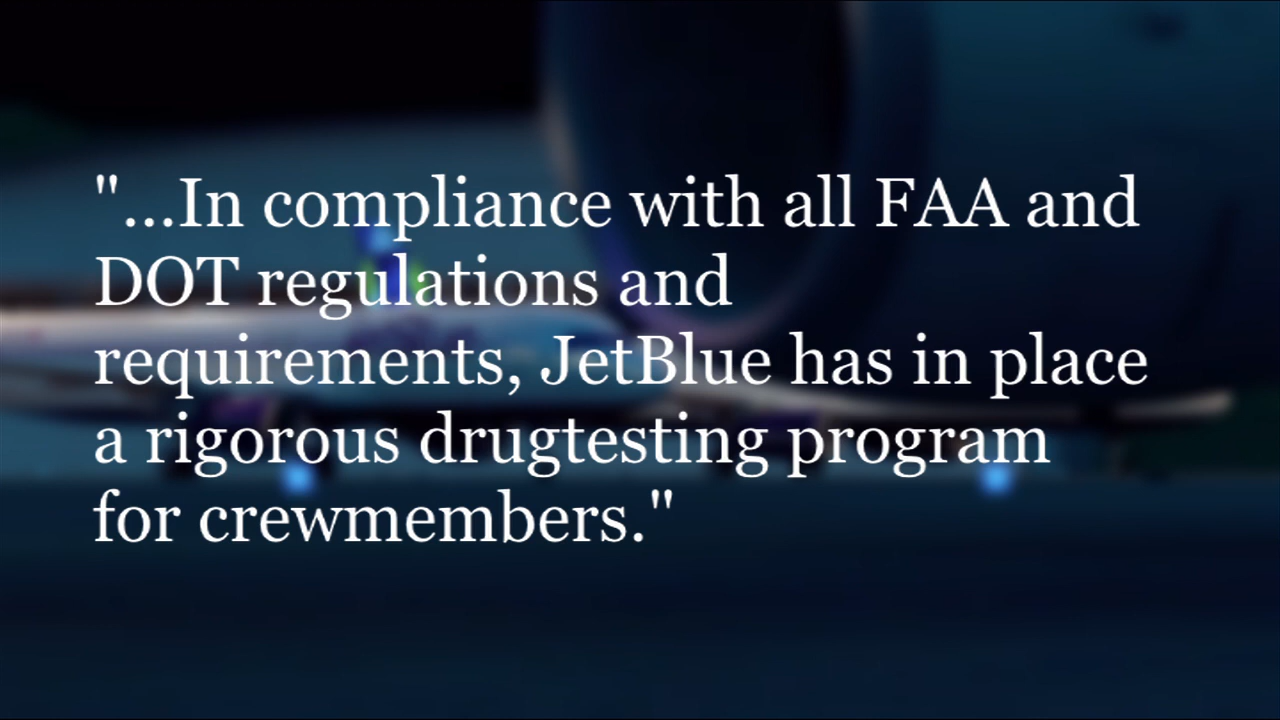 "...In compliance with all FAA and
DOT regulations and
requirements, JetBlue has in place
a rigorous drugtesting program
for crewmembers."